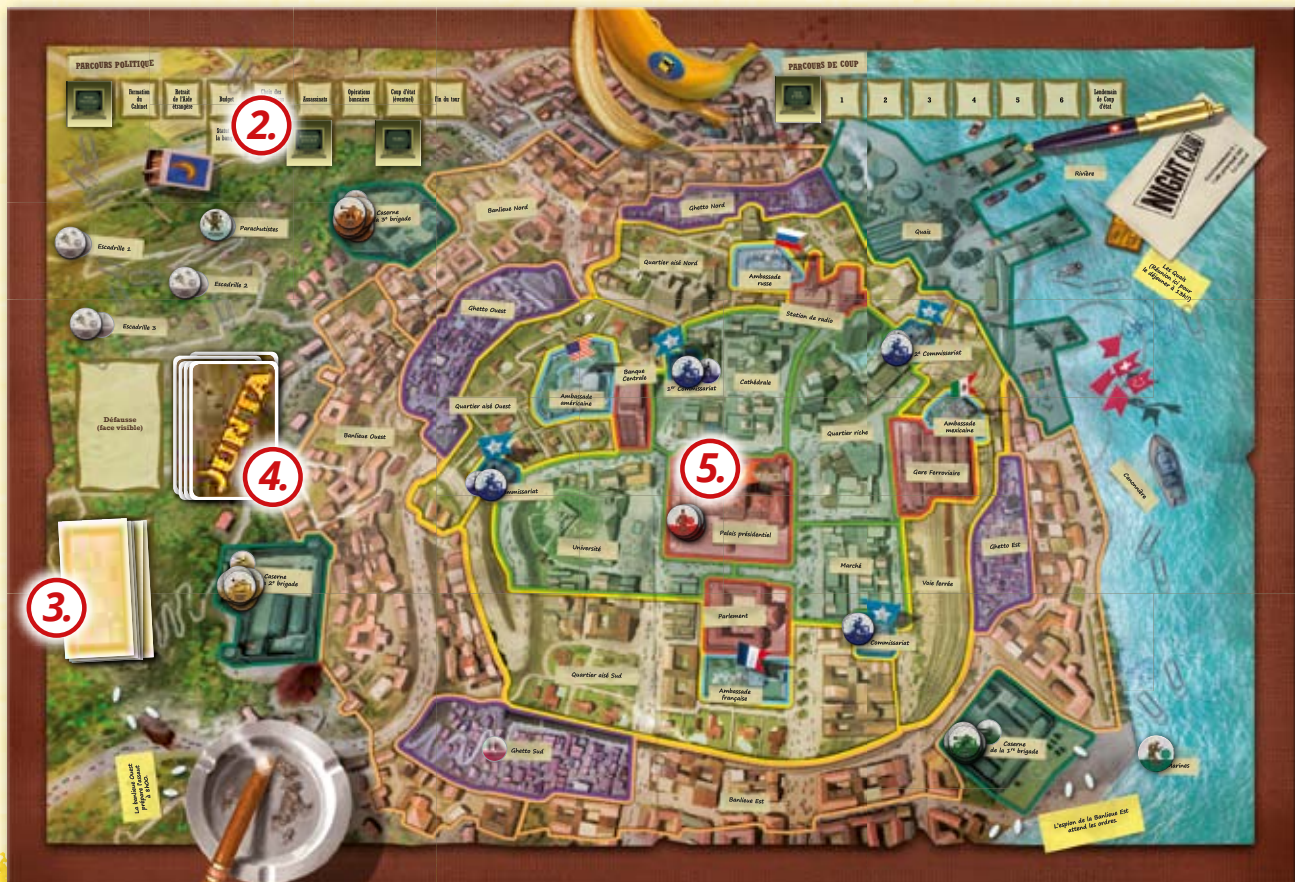 PARCOURS POLITIQUE
Formation
du
Cabinet
Retrait
de l'Aide
étrangère
Budget
Assassinats
Opérations
bancaires
Coup d'état
(éventuel)
Fin du tour
2.
PARCOURS DE COUP
1
2
3
4
5
6
Lendemain
de Coup
d'état
NIGHT CLUB
Rivière
Les Quais
(Réunion ici pour
le déjeuner à 13h!)
Parachutistes
Escadrille 1
Escadrille 2
Escadrille 3
Caserne
3e brigade
Banlieue Nord
Ghetto Nord
Quais
Quartier aisé Nord
Ambassade
russe
Station de radio
Ghetto Ouest
Banque
Centrale
1er Commissariat
Cathédrale
2e Commissariat
Ambassade
américaine
Quartier aisé Ouest
Ambassade
mexicaine
Banlieue Ouest
Quartier riche
Défausse
(face visible)
JUNTA
4.
5.
Gare Ferroviaire
Canonnière
Palais présidentiel
Université
Ghetto Est
Marché
Voie ferrée
3.
Caserne
2e brigade
Parlement
Commissariat
Quartier aisé Sud
Ambassade
française
Ghetto Sud
Caserne
de la 1re brigade
Banlieue Est
La banlieue Ouest
prépare l'assaut
à 8h00.
L'espion de la Banlieue Est
attend les ordres.